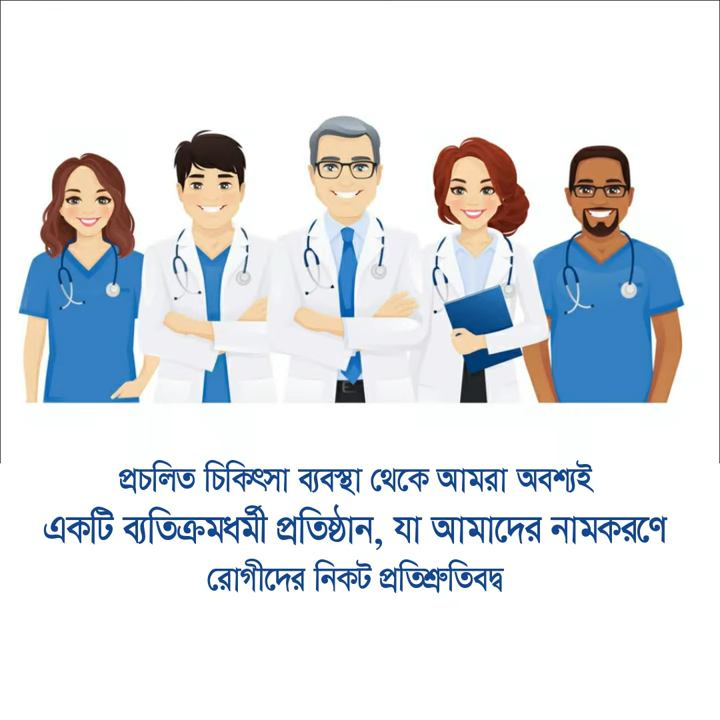 প্রচলিত চিকিৎসা ব্যবস্থা থেকে আমরা অবশ্যই
একটি ব্যতিক্রমধর্মী প্রতিষ্ঠান, যা আমাদের নামকরণে
রোগীদের নিকট প্রতিশ্রুতিবদ্ব